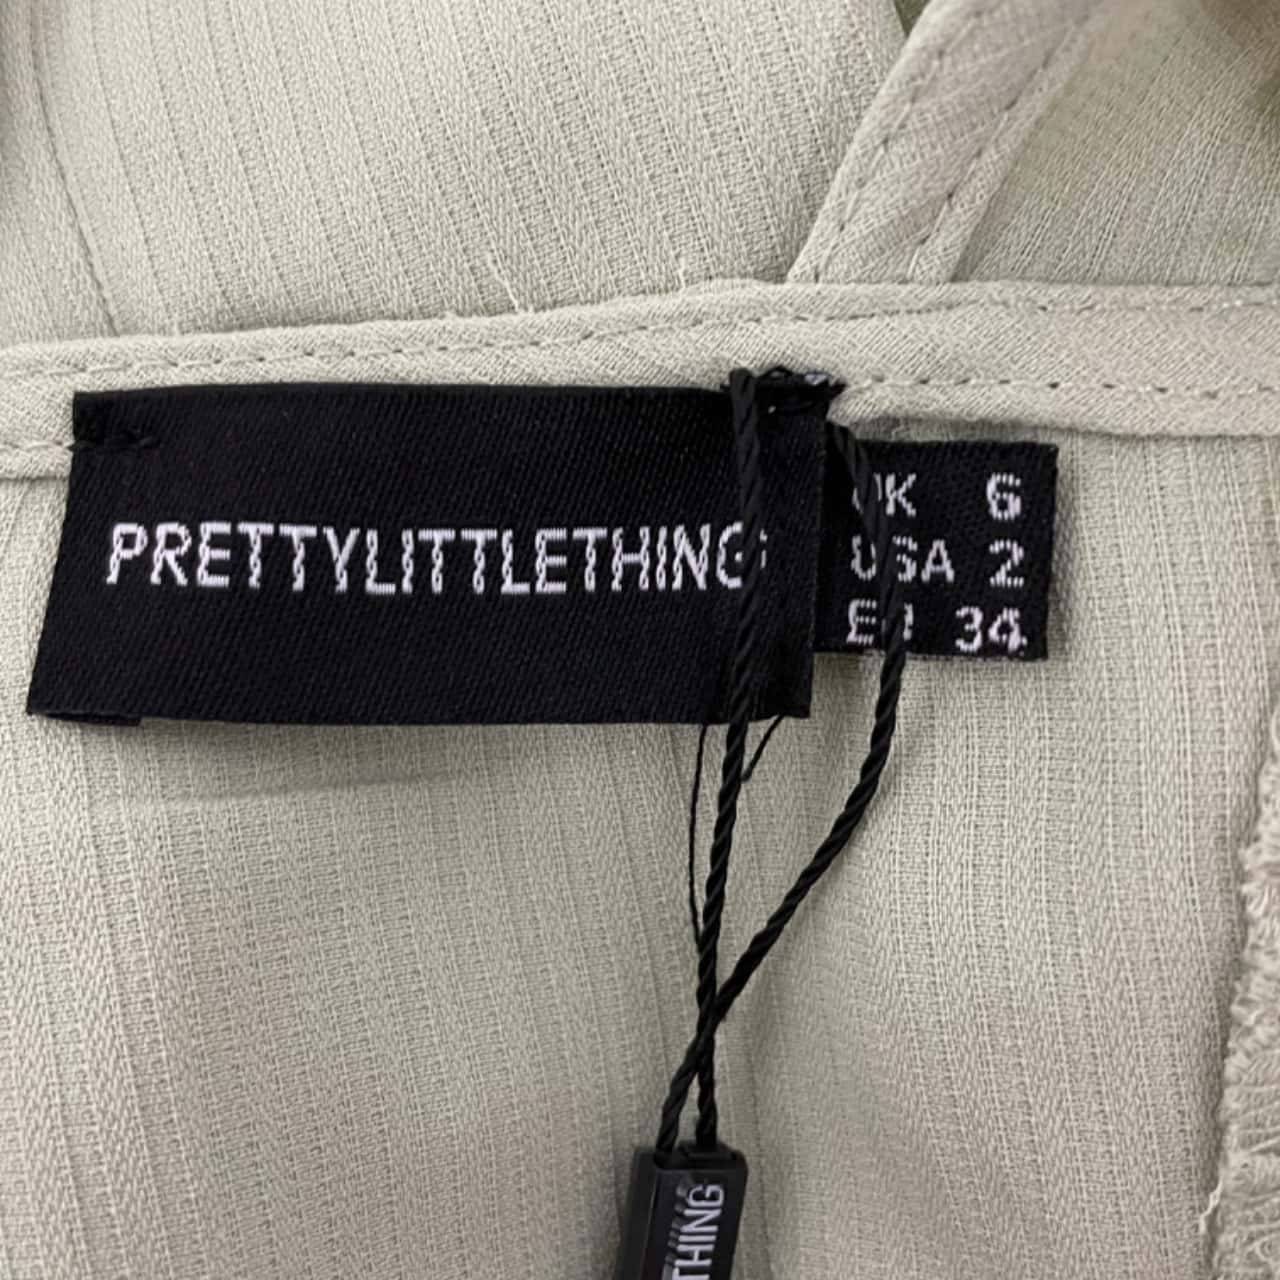 PRETTYLITTLETHING
UK 6
USA 2
EU 34
THING